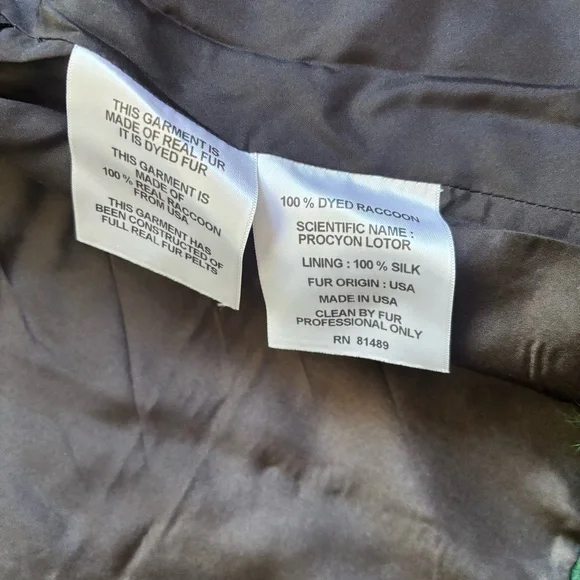 THIS GARMENT IS
MADE OF REAL FUR
IT IS DYED FUR
THIS GARMENT IS
MADE OF
100% REAL RACCOON
FROM USA
THIS GARMENT HAS
BEEN CONSTRUCTED OF
FULL REAL FUR PELTS
100 % DYED RACCOON
SCIENTIFIC NAME :
PROCYON LOTOR
LINING : 100 % SILK
FUR ORIGIN : USA
MADE IN USA
CLEAN BY FUR
PROFESSIONAL ONLY
RN 81489